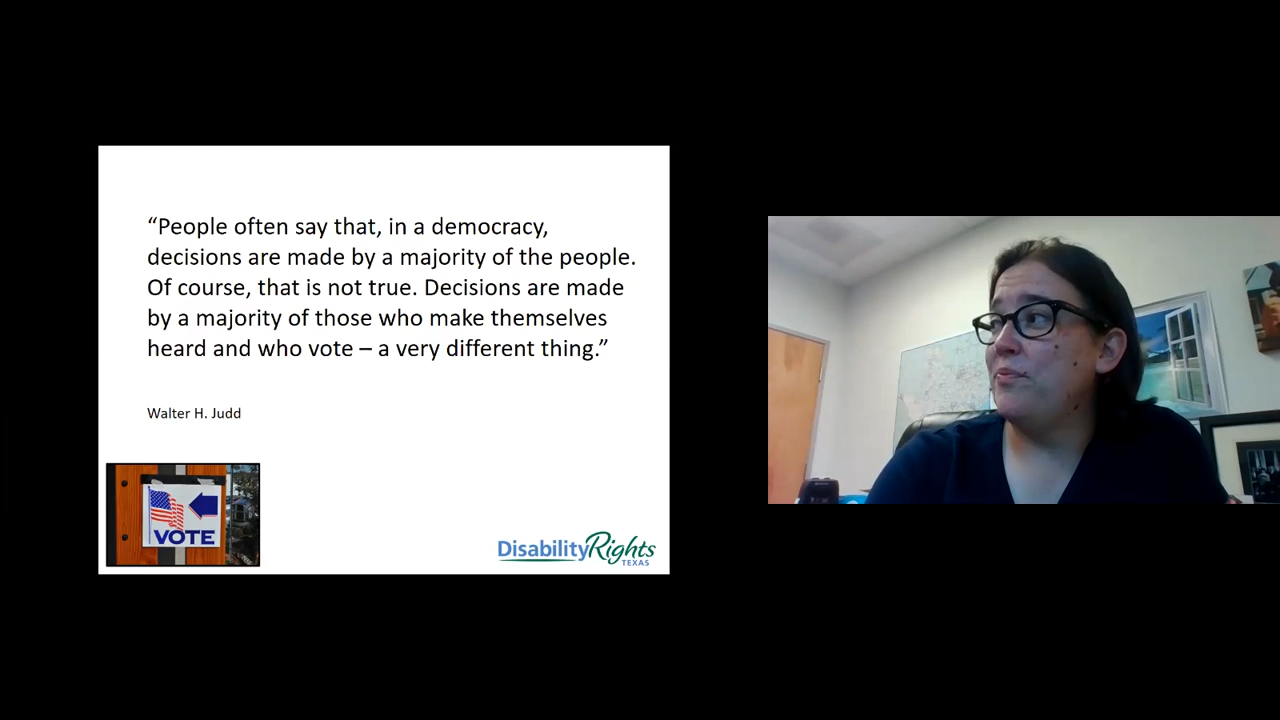 “People often say that, in a democracy,
decisions are made by a majority of the people.
Of course, that is not true. Decisions are made
by a majority of those who make themselves
heard and who vote – a very different thing.”
Walter H. Judd
VOTE
DisabilityRights
TEXAS